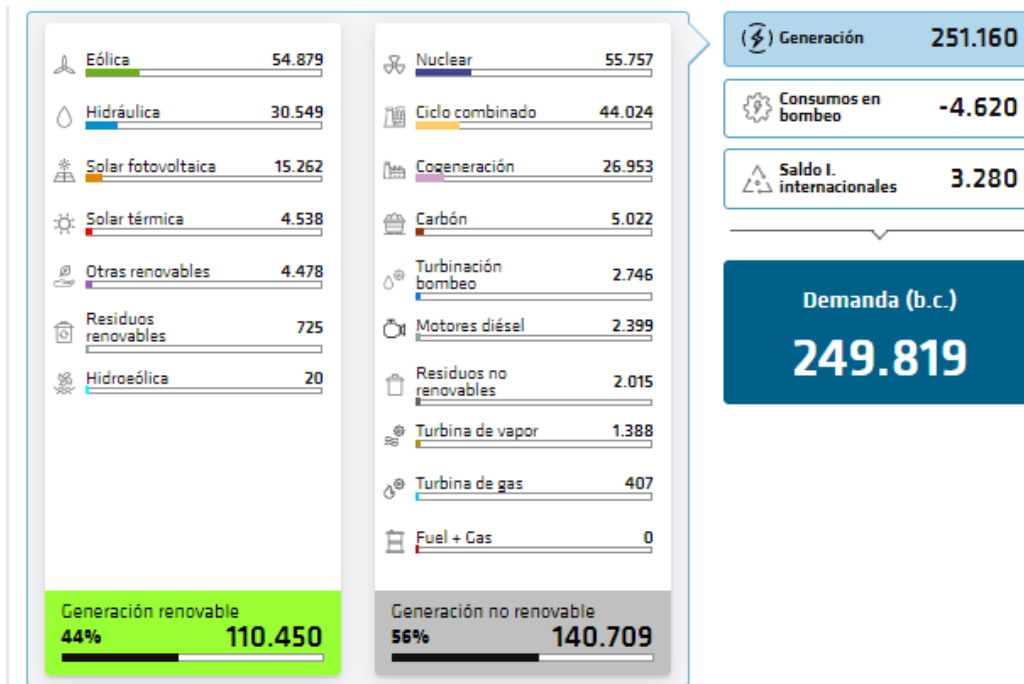 Eólica 54.879
Hidráulica 30.549
Solar fotovoltaica 15.262
Solar térmica 4.538
Otras renovables 4.478
Residuos
renovables 725
Hidroeólica 20
Generación renovable
44% 110.450
Nuclear 55.757
Ciclo combinado 44.024
Cogeneración 26.953
Carbón 5.022
Turbinación
bombeo 2.746
Motores diésel 2.399
Residuos no
renovables 2.015
Turbina de vapor 1.388
Turbina de gas 407
Fuel + Gas 0
Generación no renovable
56% 140.709
Generación 251.160
Consumos en
bombeo -4.620
Saldo I.
internacionales 3.280
Demanda (b.c.)
249.819